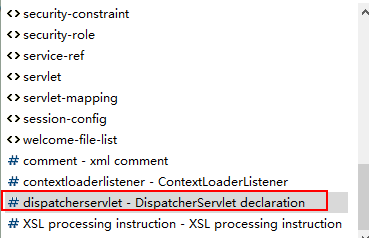 <> security-constraint
<> security-role
<> service-ref
<> servlet
<> servlet-mapping
<> session-config
<> welcome-file-list
# comment - xml comment
# contextloaderlistener - ContextLoaderListener
# dispatcherservlet - DispatcherServlet declaration
# XSL processing instruction - XSL processing instruction